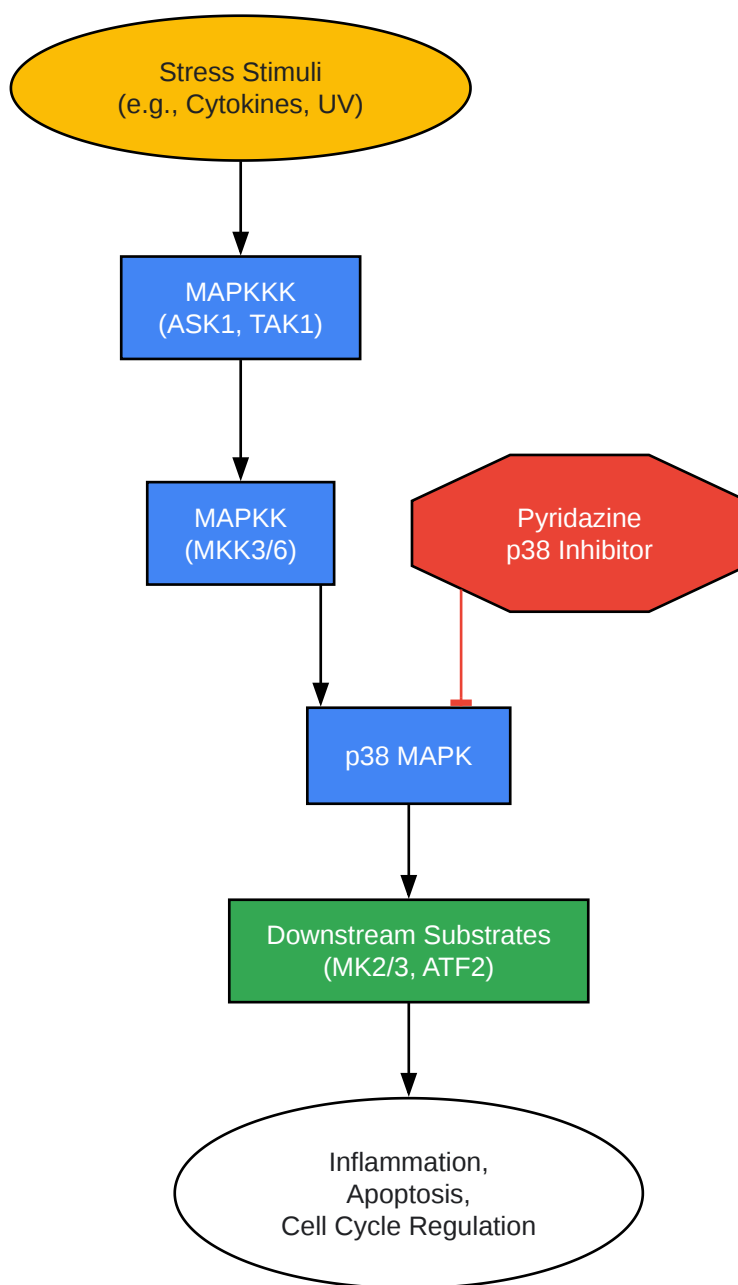 Stress Stimuli
(e.g., Cytokines, UV)
MAPKKK
(ASK1, TAK1)
MAPKK
(MKK3/6)
Pyridazine
p38 Inhibitor
p38 MAPK
Downstream Substrates
(MK2/3, ATF2)
Inflammation,
Apoptosis,
Cell Cycle Regulation